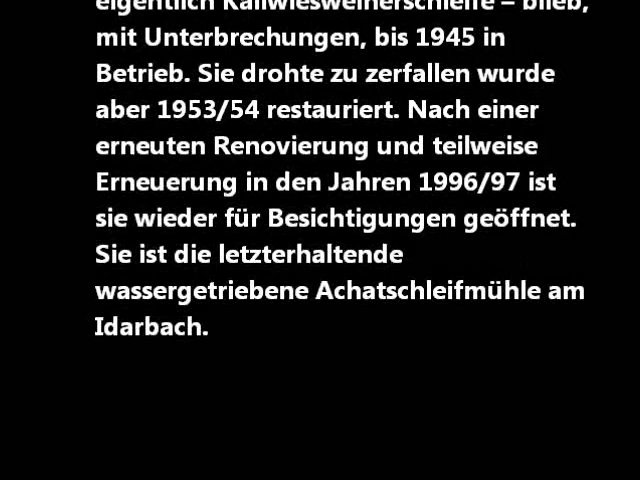 eigentlich Kallwiesweiherschleife – blieb,
mit Unterbrechungen, bis 1945 in
Betrieb. Sie drohte zu zerfallen wurde
aber 1953/54 restauriert. Nach einer
erneuten Renovierung und teilweise
Erneuerung in den Jahren 1996/97 ist
sie wieder für Besichtigungen geöffnet.
Sie ist die letzterhaltende
wassergetriebene Achatschleifmühle am
Idarbach.